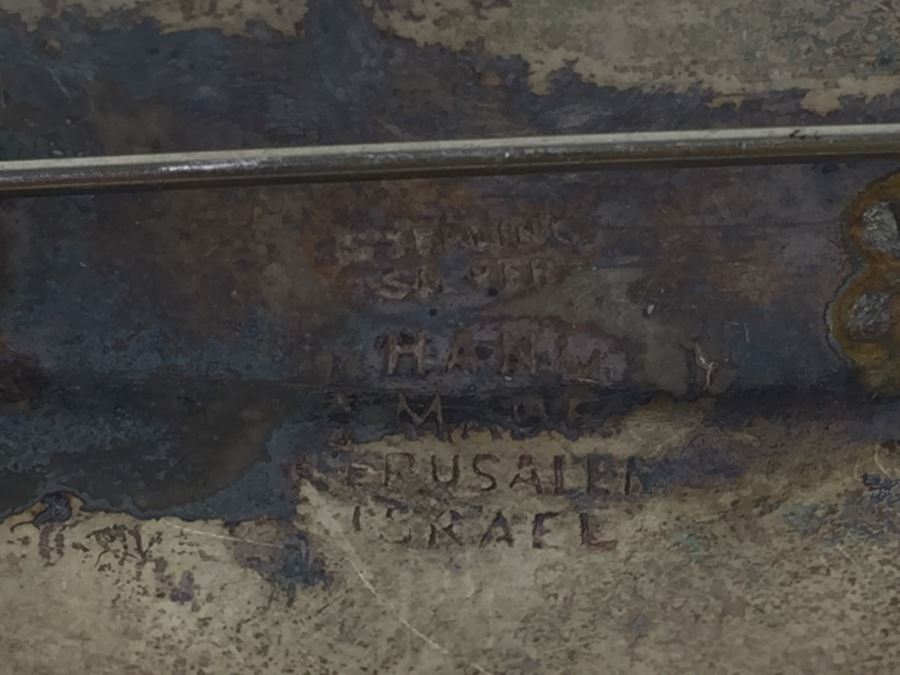 STERLING
SILVER
HAND
MADE
JERUSALEM
ISRAEL